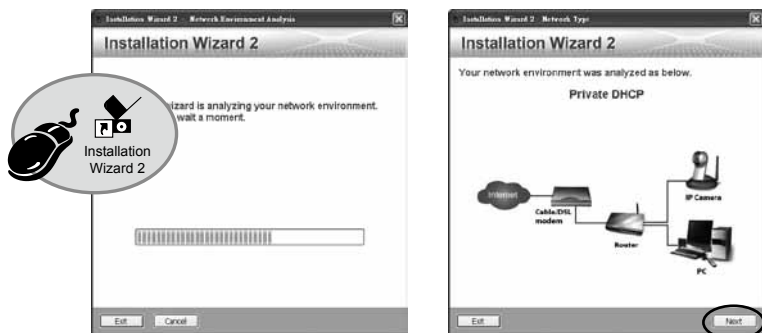 Installation Wizard 2 - Network Environment Analysis
Installation Wizard 2
wizard is analyzing your network environment.
wait a moment.
Installation
Wizard 2
Exit
Cancel
Installation Wizard 2 - Network Type
Installation Wizard 2
Your network environment was analyzed as below.
Private DHCP
Internet
Cable/DSL
modem
Router
IP Camera
PC
Exit
Next